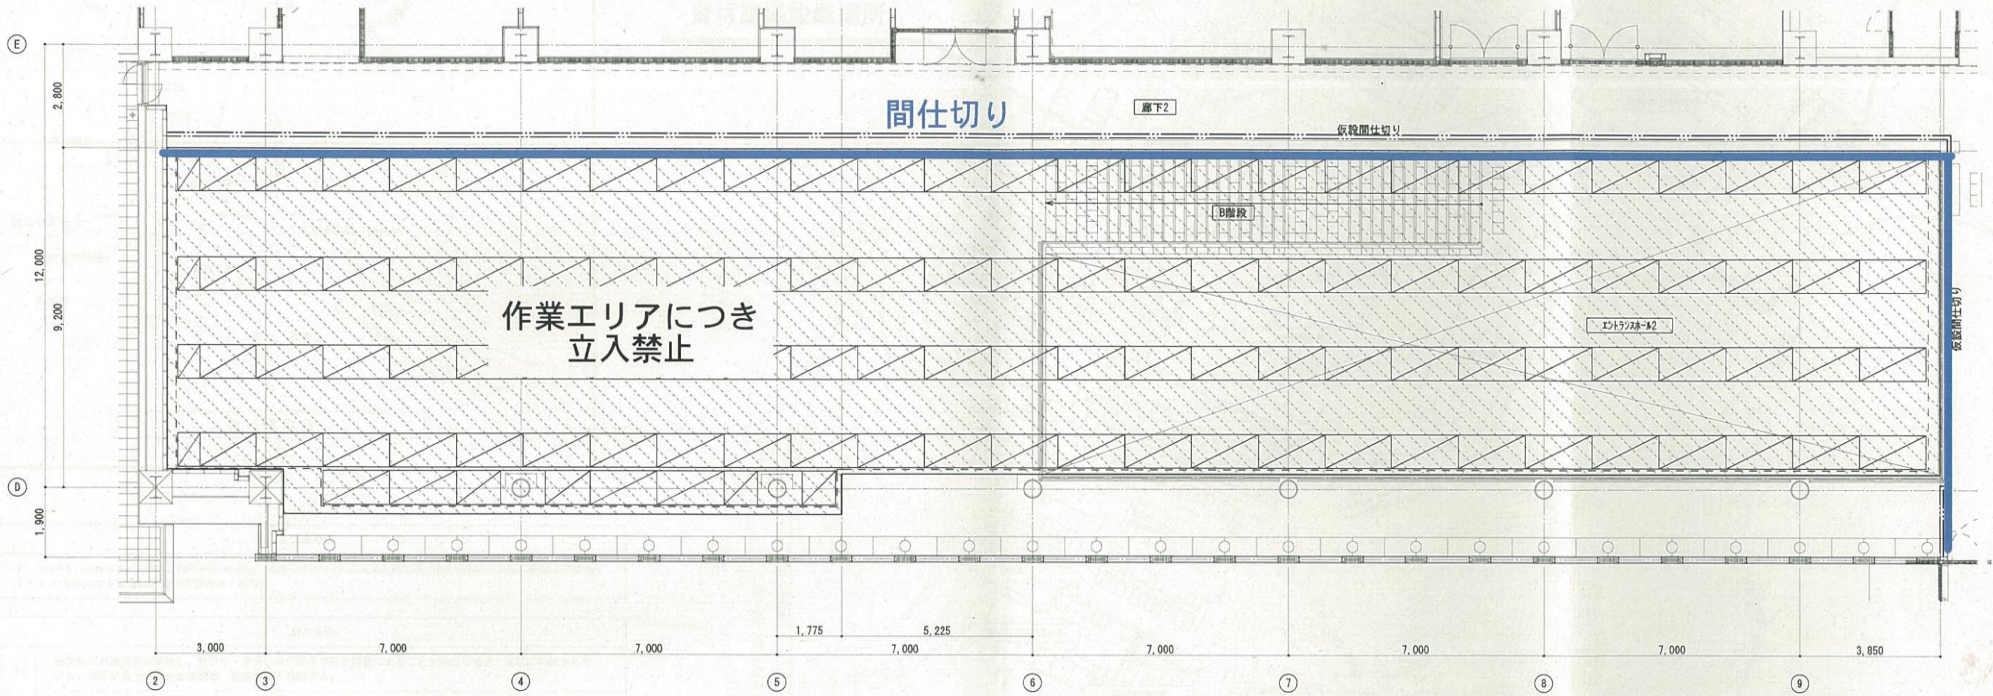 E
2,800
間仕切り
廊下2
仮設間仕切り
B階段
12,000
9,200
作業エリアにつき
立入禁止
エントランスホール2
仮設間仕切り
D
1,900
1,775
5,225
3,000
7,000
7,000
7,000
7,000
7,000
7,000
3,850
2
3
4
5
6
7
8
9